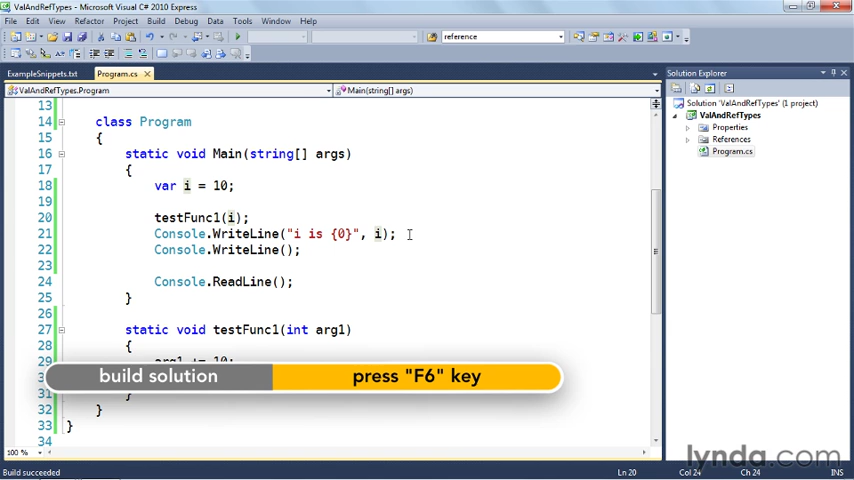 ValAndRefTypes - Microsoft Visual C# 2010 Express
File Edit View Refactor Project Build Debug Data Tools Window Help
reference
ExampleSnippets.txt Program.cs
ValAndRefTypes.Program Main(string[] args)
13
14 class Program
15 {
16 static void Main(string[] args)
17 {
18 var i = 10;
19
20 testFunc1(i);
21 Console.WriteLine("i is {0}", i);
22 Console.WriteLine();
23
24 Console.ReadLine();
25 }
26
27 static void testFunc1(int arg1)
28 {
29 arg1 += 10;
build solution press "F6" key
31 }
32 }
33 }
34
100 %
Build succeeded Ln 20 Col 24 Ch 24 INS
Solution Explorer
Solution 'ValAndRefTypes' (1 project)
ValAndRefTypes
Properties
References
Program.cs
lynda.com